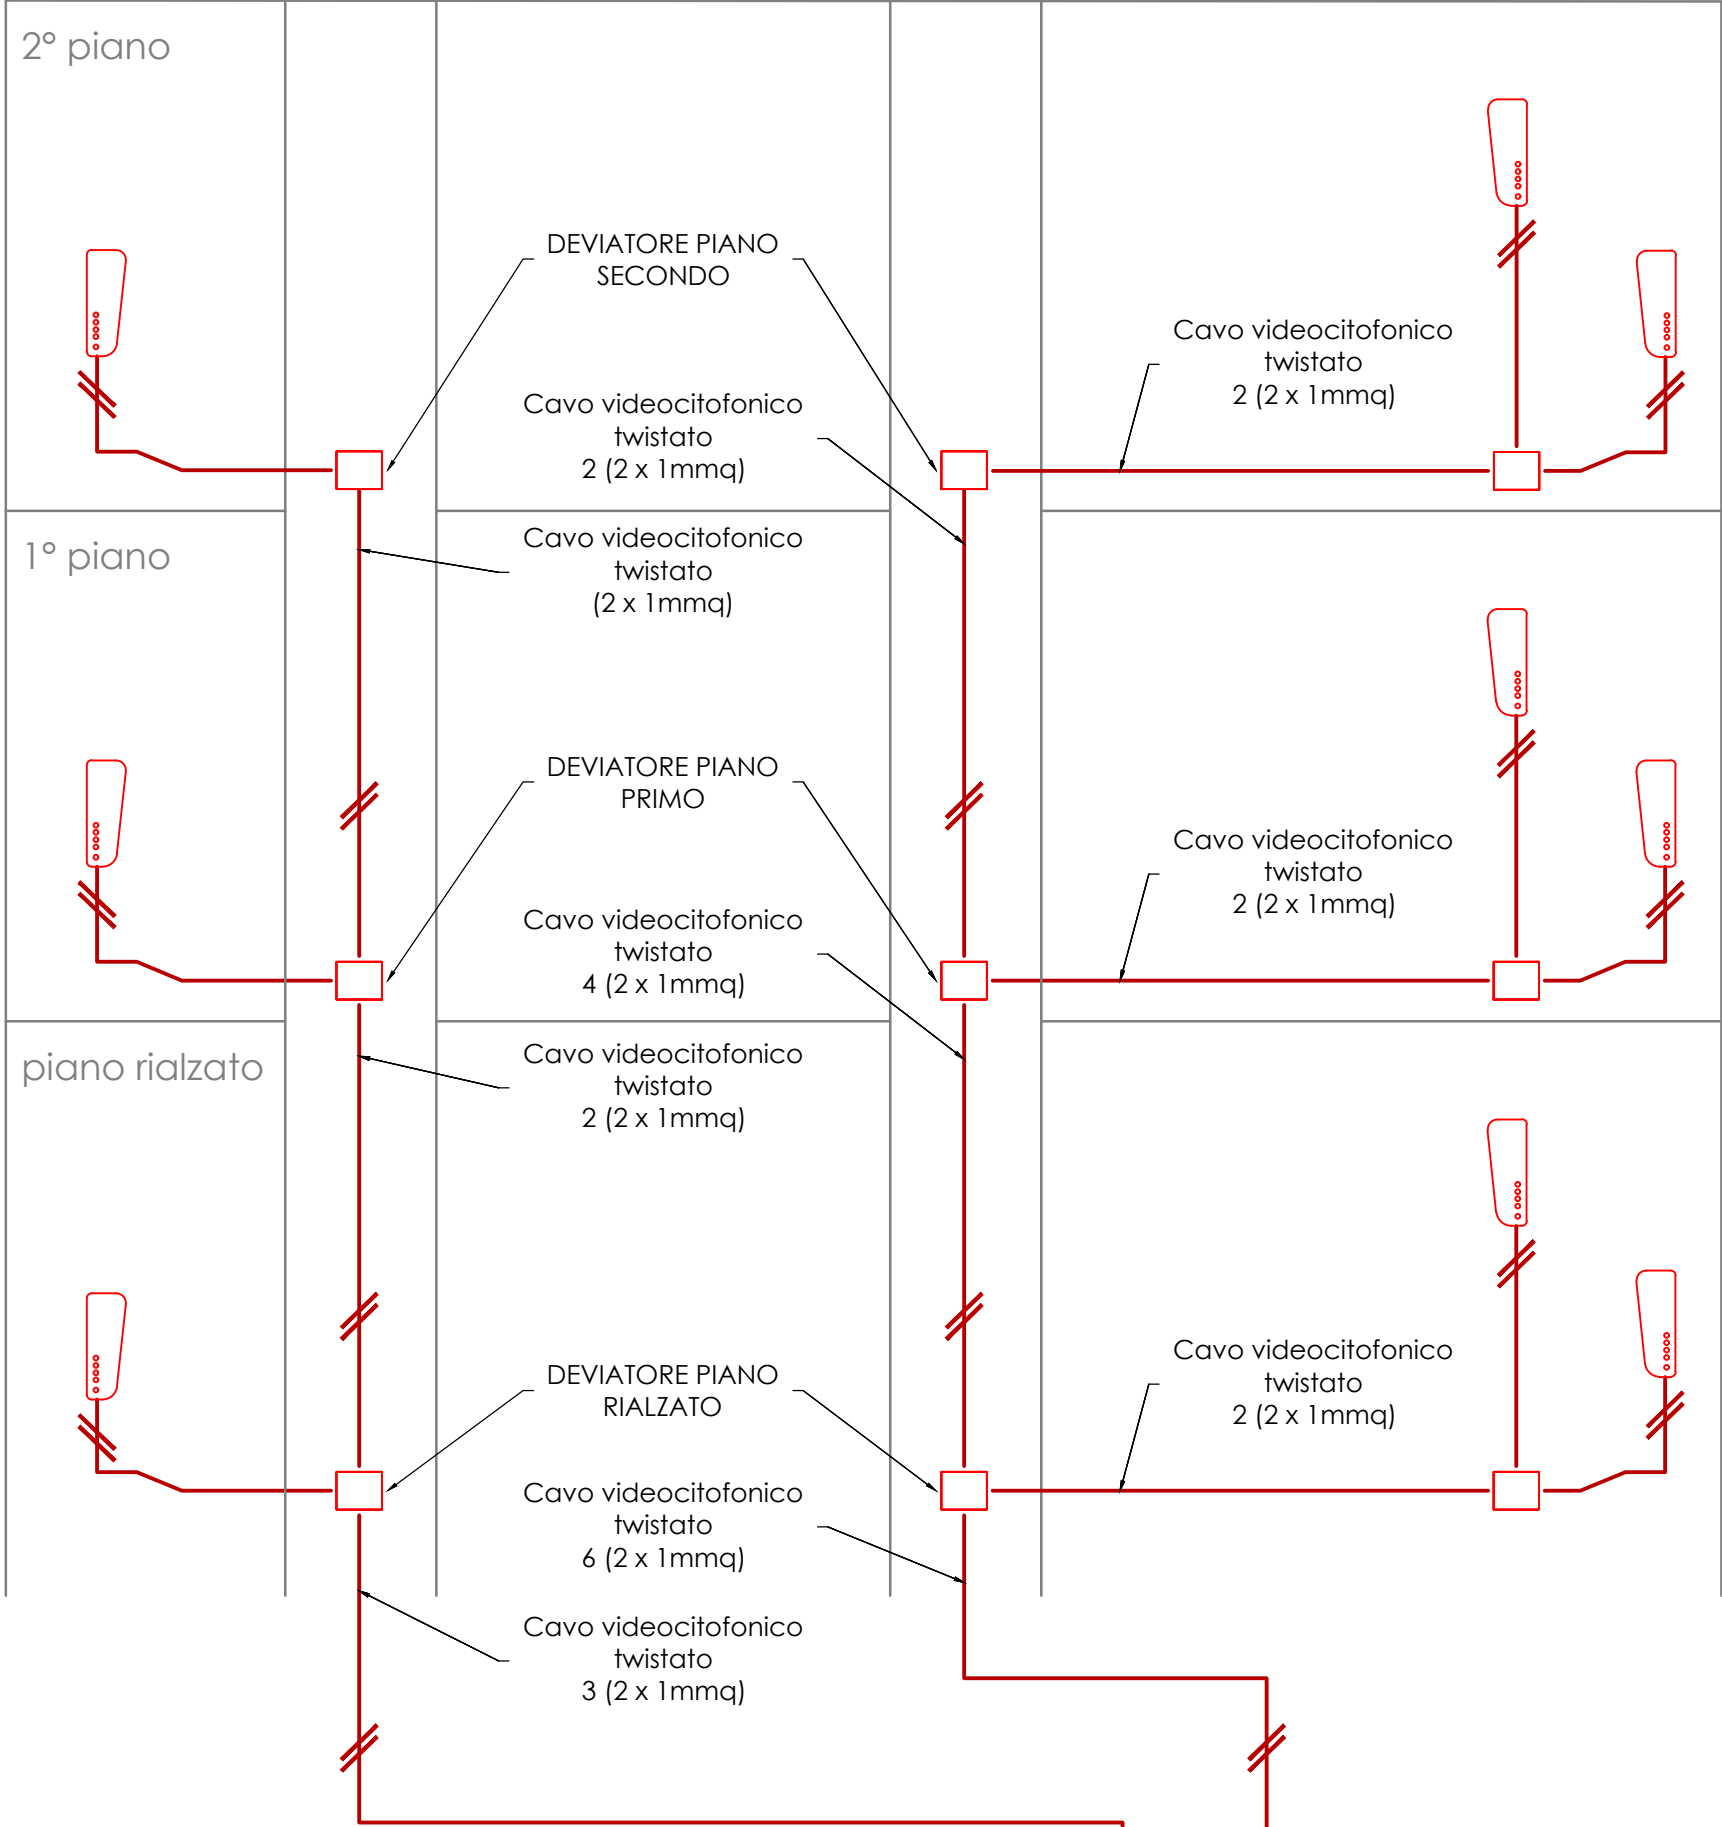 2° piano
DEVIATORE PIANO
SECONDO
Cavo videocitofonico
twistato
2 (2 x 1mmq)
Cavo videocitofonico
twistato
2 (2 x 1mmq)
1° piano
Cavo videocitofonico
twistato
(2 x 1mmq)
DEVIATORE PIANO
PRIMO
Cavo videocitofonico
twistato
2 (2 x 1mmq)
Cavo videocitofonico
twistato
4 (2 x 1mmq)
piano rialzato
Cavo videocitofonico
twistato
2 (2 x 1mmq)
DEVIATORE PIANO
RIALZATO
Cavo videocitofonico
twistato
2 (2 x 1mmq)
Cavo videocitofonico
twistato
6 (2 x 1mmq)
Cavo videocitofonico
twistato
3 (2 x 1mmq)